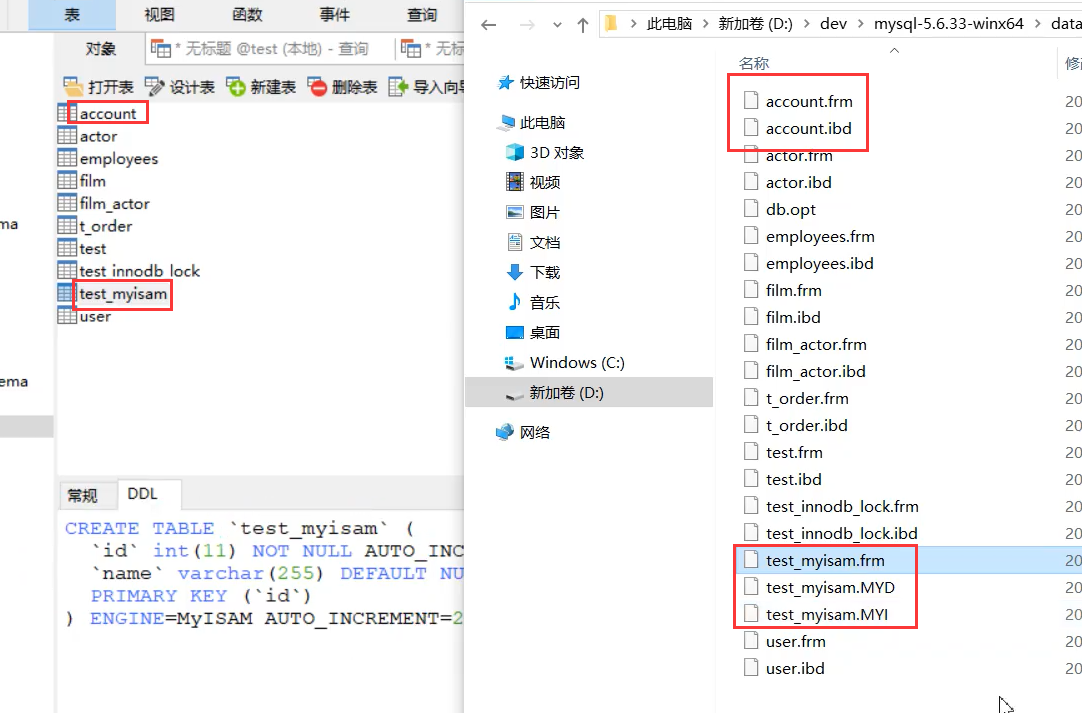 表 视图 函数 事件 查询
对象 * 无标题 @test (本地) - 查询 * 无标
打开表 设计表 新建表 删除表 导入向导
account
actor
employees
film
film_actor
t_order
test
test_innodb_lock
test_myisam
user
ma
ema
常规 DDL
CREATE TABLE `test_myisam` (
`id` int(11) NOT NULL AUTO_INC
`name` varchar(255) DEFAULT NU
PRIMARY KEY (`id`)
) ENGINE=MyISAM AUTO_INCREMENT=2
此电脑 > 新加卷 (D:) > dev > mysql-5.6.33-winx64 > data
快速访问
此电脑
3D 对象
视频
图片
文档
下载
音乐
桌面
Windows (C:)
新加卷 (D:)
网络
名称 修
account.frm 20
account.ibd 20
actor.frm 20
actor.ibd 20
db.opt 20
employees.frm 20
employees.ibd 20
film.frm 20
film.ibd 20
film_actor.frm 20
film_actor.ibd 20
t_order.frm 20
t_order.ibd 20
test.frm 20
test.ibd 20
test_innodb_lock.frm 20
test_innodb_lock.ibd 20
test_myisam.frm 20
test_myisam.MYD 20
test_myisam.MYI 20
user.frm 20
user.ibd 20